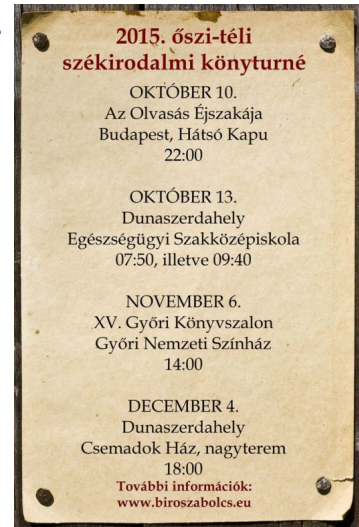 2015. őszi-téli
székirodalmi könyturné
OKTÓBER 10.
Az Olvasás Éjszakája
Budapest, Hátsó Kapu
22:00
OKTÓBER 13.
Dunaszerdahely
Egészségügyi Szakközépiskola
07:50, illetve 09:40
NOVEMBER 6.
XV. Győri Könyvszalon
Győri Nemzeti Színház
14:00
DECEMBER 4.
Dunaszerdahely
Csemadok Ház, nagyterem
18:00
További információk:
www.biroszabolcs.eu